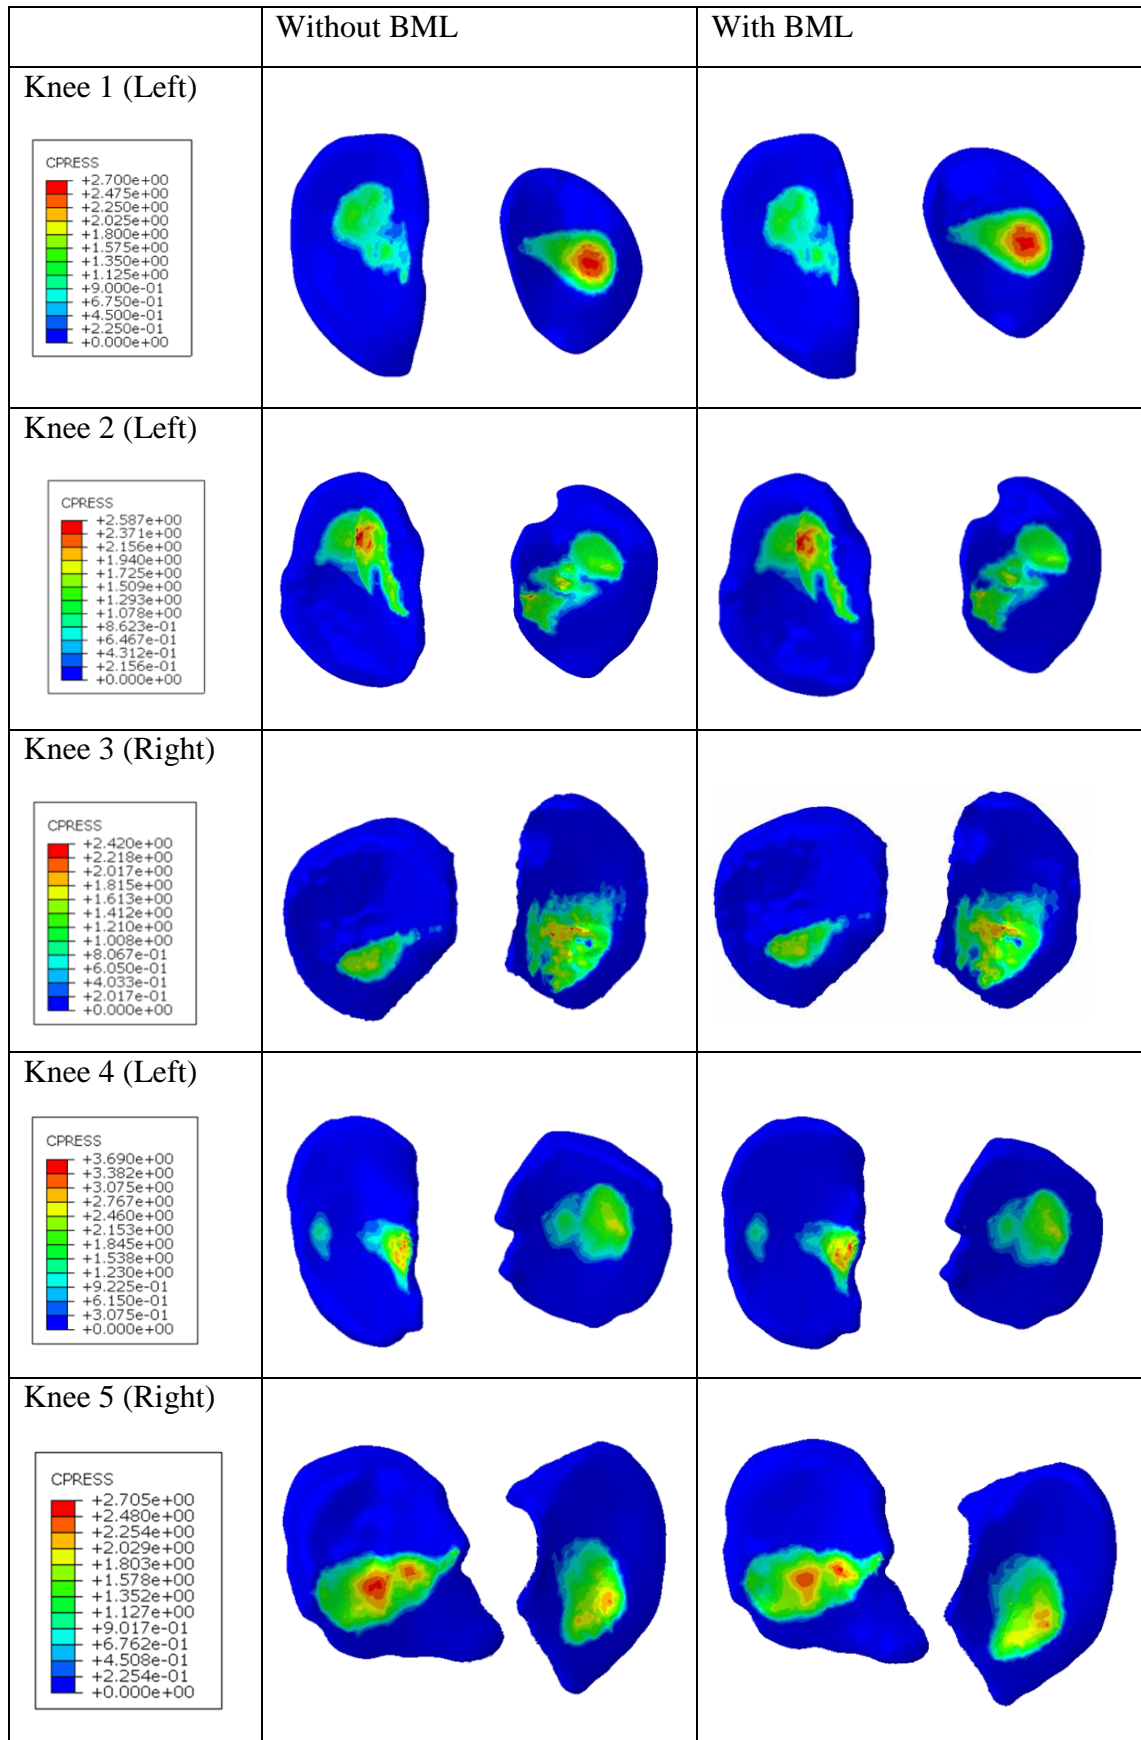 Without BML
With BML
Knee 1 (Left)
CPRESS
+2.700e+00
+2.475e+00
+2.250e+00
+2.025e+00
+1.800e+00
+1.575e+00
+1.350e+00
+1.125e+00
+9.000e-01
+6.750e-01
+4.500e-01
+2.250e-01
+0.000e+00
Knee 2 (Left)
CPRESS
+2.587e+00
+2.371e+00
+2.156e+00
+1.940e+00
+1.725e+00
+1.509e+00
+1.293e+00
+1.078e+00
+8.623e-01
+6.467e-01
+4.312e-01
+2.156e-01
+0.000e+00
Knee 3 (Right)
CPRESS
+2.420e+00
+2.218e+00
+2.017e+00
+1.815e+00
+1.613e+00
+1.412e+00
+1.210e+00
+1.008e+00
+8.067e-01
+6.050e-01
+4.033e-01
+2.017e-01
+0.000e+00
Knee 4 (Left)
CPRESS
+3.690e+00
+3.382e+00
+3.075e+00
+2.767e+00
+2.460e+00
+2.153e+00
+1.845e+00
+1.538e+00
+1.230e+00
+9.225e-01
+6.150e-01
+3.075e-01
+0.000e+00
Knee 5 (Right)
CPRESS
+2.705e+00
+2.480e+00
+2.254e+00
+2.029e+00
+1.803e+00
+1.578e+00
+1.352e+00
+1.127e+00
+9.017e-01
+6.762e-01
+4.508e-01
+2.254e-01
+0.000e+00